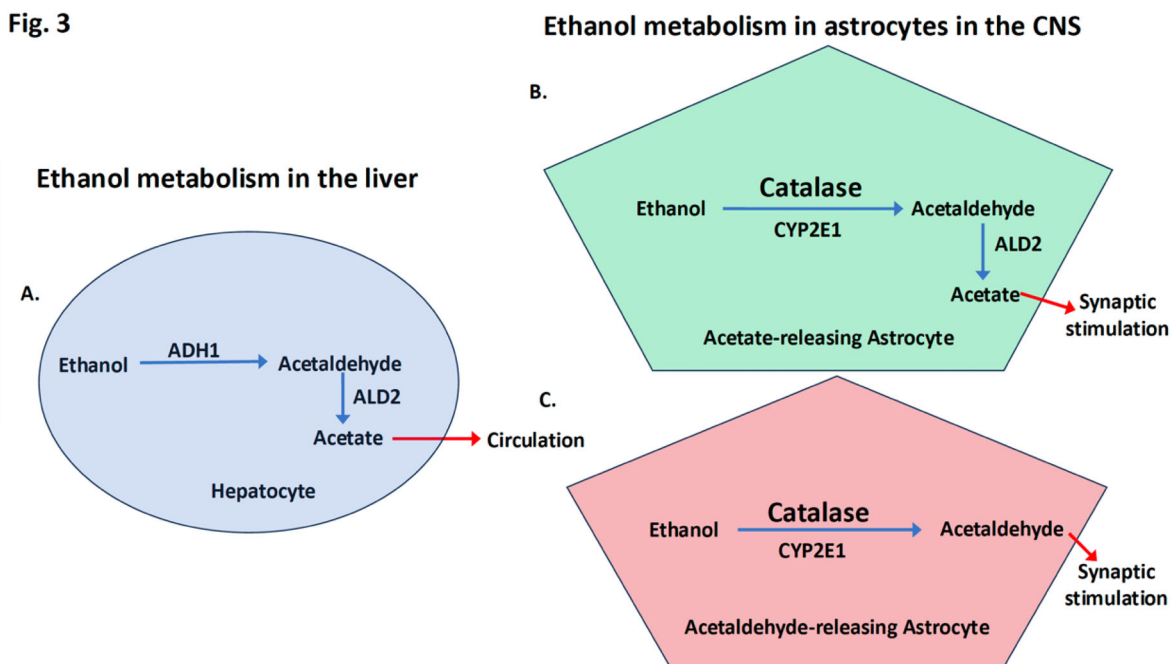 Fig. 3
Ethanol metabolism in the liver
A.
Ethanol
ADH1
Acetaldehyde
ALD2
Acetate
Circulation
Hepatocyte
Ethanol metabolism in astrocytes in the CNS
B.
Ethanol
Catalase
CYP2E1
Acetaldehyde
ALD2
Acetate
Synaptic
stimulation
Acetate-releasing Astrocyte
C.
Ethanol
Catalase
CYP2E1
Acetaldehyde
Synaptic
stimulation
Acetaldehyde-releasing Astrocyte